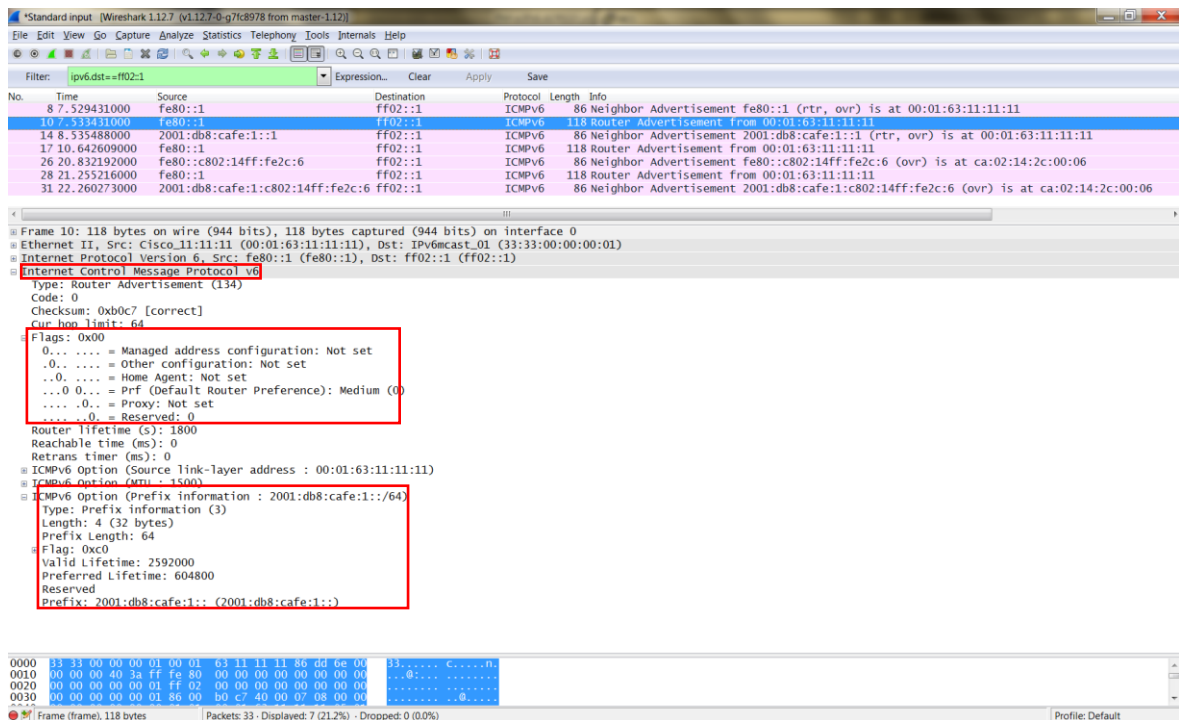 *Standard input [Wireshark 1.12.7 (v1.12.7-0-g7fc8978 from master-1.12)]
File Edit View Go Capture Analyze Statistics Telephony Tools Internals Help
Filter: ipv6.dst==ff02::1 Expression... Clear Apply Save
No. Time Source Destination Protocol Length Info
8 7.529431000 fe80::1 ff02::1 ICMPv6 86 Neighbor Advertisement fe80::1 (rtr, ovr) is at 00:01:63:11:11:11
10 7.533431000 fe80::1 ff02::1 ICMPv6 118 Router Advertisement from 00:01:63:11:11:11
14 8.535488000 2001:db8:cafe:1::1 ff02::1 ICMPv6 86 Neighbor Advertisement 2001:db8:cafe:1::1 (rtr, ovr) is at 00:01:63:11:11:11
17 10.642609000 fe80::1 ff02::1 ICMPv6 118 Router Advertisement from 00:01:63:11:11:11
26 20.832192000 fe80::c802:14ff:fe2c:6 ff02::1 ICMPv6 86 Neighbor Advertisement fe80::c802:14ff:fe2c:6 (ovr) is at ca:02:14:2c:00:06
28 21.255216000 fe80::1 ff02::1 ICMPv6 118 Router Advertisement from 00:01:63:11:11:11
31 22.260273000 2001:db8:cafe:1:c802:14ff:fe2c:6 ff02::1 ICMPv6 86 Neighbor Advertisement 2001:db8:cafe:1:c802:14ff:fe2c:6 (ovr) is at ca:02:14:2c:00:06
Frame 10: 118 bytes on wire (944 bits), 118 bytes captured (944 bits) on interface 0
Ethernet II, Src: Cisco_11:11:11 (00:01:63:11:11:11), Dst: IPv6mcast_01 (33:33:00:00:00:01)
Internet Protocol Version 6, Src: fe80::1 (fe80::1), Dst: ff02::1 (ff02::1)
Internet Control Message Protocol v6
Type: Router Advertisement (134)
Code: 0
Checksum: 0xb0c7 [correct]
Cur hop limit: 64
Flags: 0x00
0... .... = Managed address configuration: Not set
.0.. .... = Other configuration: Not set
..0. .... = Home Agent: Not set
...0 0... = Prf (Default Router Preference): Medium (0)
.... .0.. = Proxy: Not set
.... ..0. = Reserved: 0
Router lifetime (s): 1800
Reachable time (ms): 0
Retrans timer (ms): 0
ICMPv6 Option (Source link-layer address : 00:01:63:11:11:11)
ICMPv6 Option (MTU : 1500)
ICMPv6 Option (Prefix information : 2001:db8:cafe:1::/64)
Type: Prefix information (3)
Length: 4 (32 bytes)
Prefix Length: 64
Flag: 0xc0
Valid Lifetime: 2592000
Preferred Lifetime: 604800
Reserved
Prefix: 2001:db8:cafe:1:: (2001:db8:cafe:1::)
0000 33 33 00 00 00 01 00 01 63 11 11 11 86 dd 6e 00 33...... c.....n.
0010 00 00 00 40 3a ff fe 80 00 00 00 00 00 00 00 00 ...@:... ........
0020 00 00 00 00 00 01 ff 02 00 00 00 00 00 00 00 00 ........ ........
0030 00 00 00 00 00 01 86 00 b0 c7 40 00 07 08 00 00 ........ ..@.....
Frame (frame), 118 bytes Packets: 33 · Displayed: 7 (21.2%) · Dropped: 0 (0.0%) Profile: Default